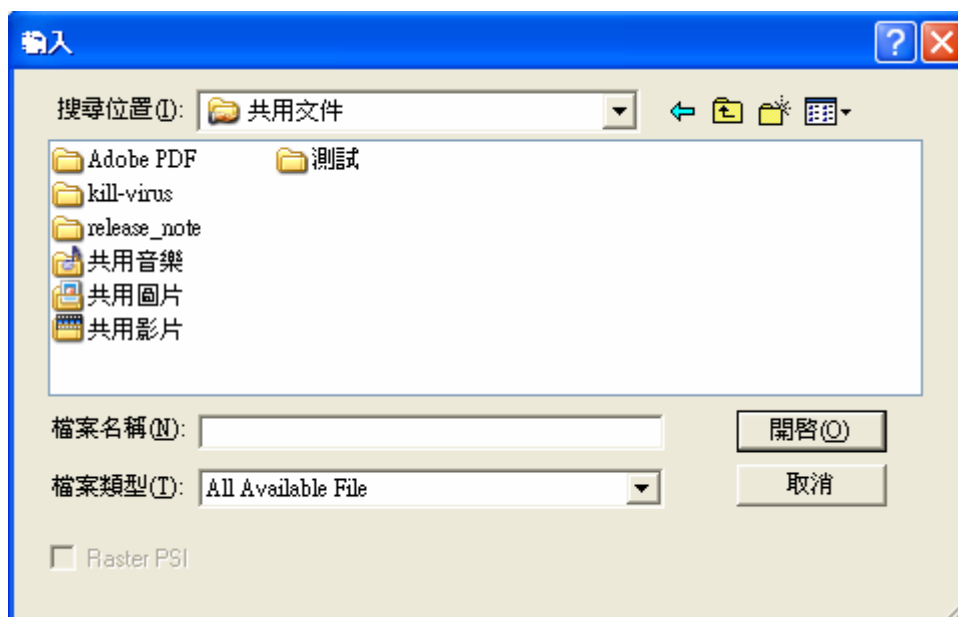 輸入
搜尋位置(I): 共用文件
Adobe PDF
kill-virus
release_note
共用音樂
共用圖片
共用影片
測試
檔案名稱(N):
開啓(O)
檔案類型(T): All Available File
取消
Raster PSI